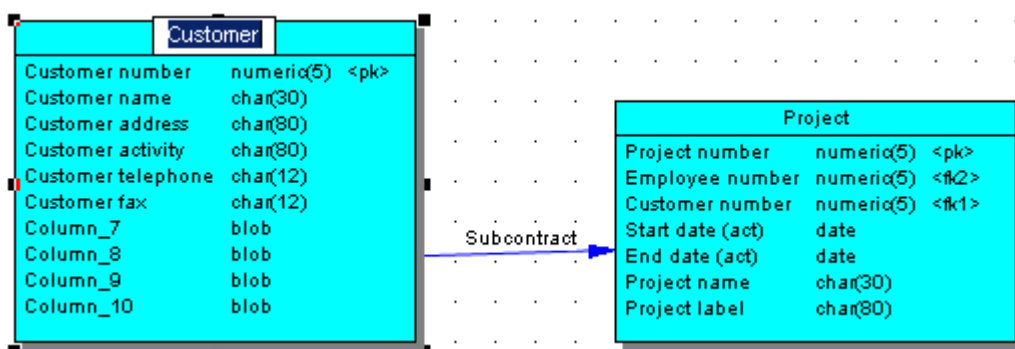 Customer
Customer number numeric(5) <pk>
Customer name char(30)
Customer address char(80)
Customer activity char(80)
Customer telephone char(12)
Customer fax char(12)
Column_7 blob
Column_8 blob
Column_9 blob
Column_10 blob
Subcontract
Project
Project number numeric(5) <pk>
Employee number numeric(5) <fk2>
Customer number numeric(5) <fk1>
Start date (act) date
End date (act) date
Project name char(30)
Project label char(80)